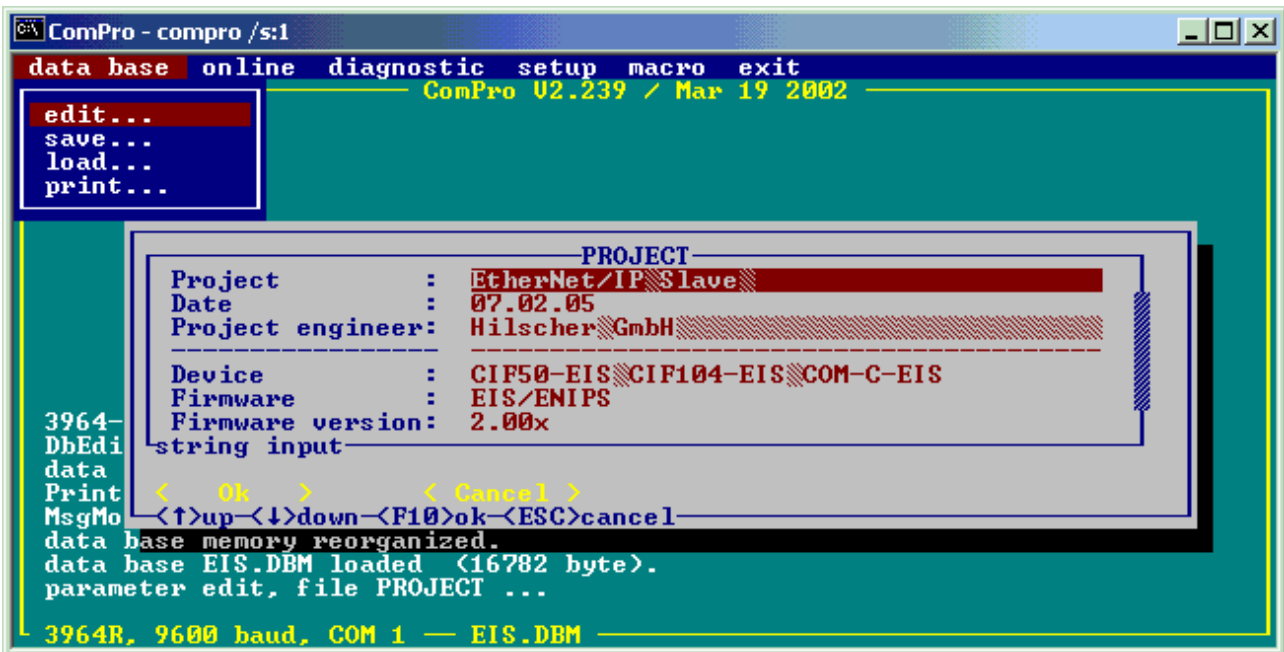 ComPro - compro /s:1
data base online diagnostic setup macro exit
ComPro V2.239 / Mar 19 2002
edit...
save...
load...
print...
PROJECT
Project : EtherNet/IP Slave
Date : 07.02.05
Project engineer: Hilscher GmbH
Device : CIF50-EIS CIF104-EIS COM-C-EIS
Firmware : EIS/ENIPS
3964- Firmware version: 2.00x
DbEdi string input
data
Print < Ok > < Cancel >
MsgMo <↑>up <↓>down <F10>ok <ESC>cancel
data base memory reorganized.
data base EIS.DBM loaded (16782 byte).
parameter edit, file PROJECT ...
3964R, 9600 baud, COM 1 — EIS.DBM